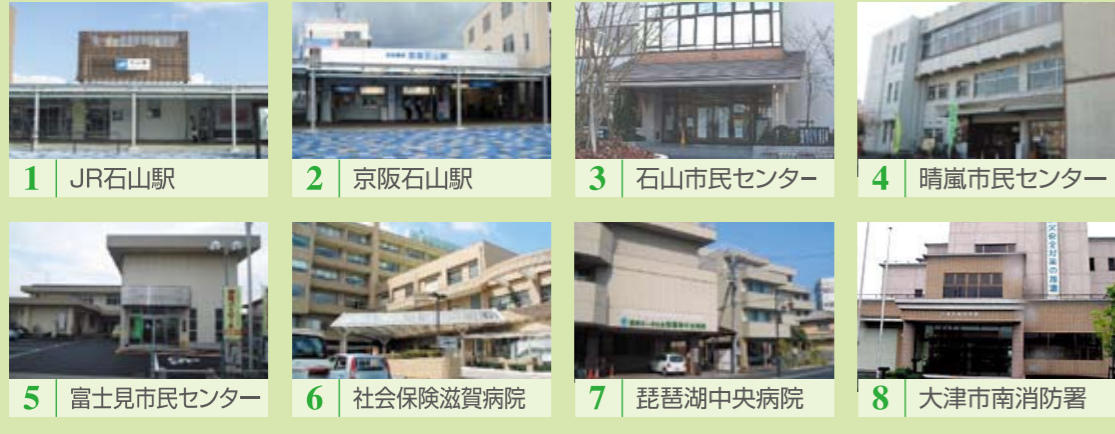 1 JR石山駅
2 京阪石山駅
3 石山市民センター
4 晴嵐市民センター
5 富士見市民センター
6 社会保険滋賀病院
7 琵琶湖中央病院
8 大津市南消防署